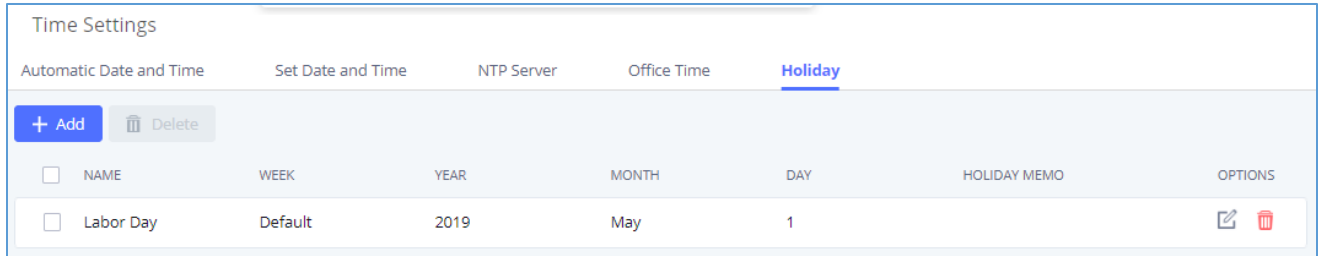 Time Settings
Automatic Date and Time Set Date and Time NTP Server Office Time Holiday
+ Add Delete
NAME WEEK YEAR MONTH DAY HOLIDAY MEMO OPTIONS
Labor Day Default 2019 May 1